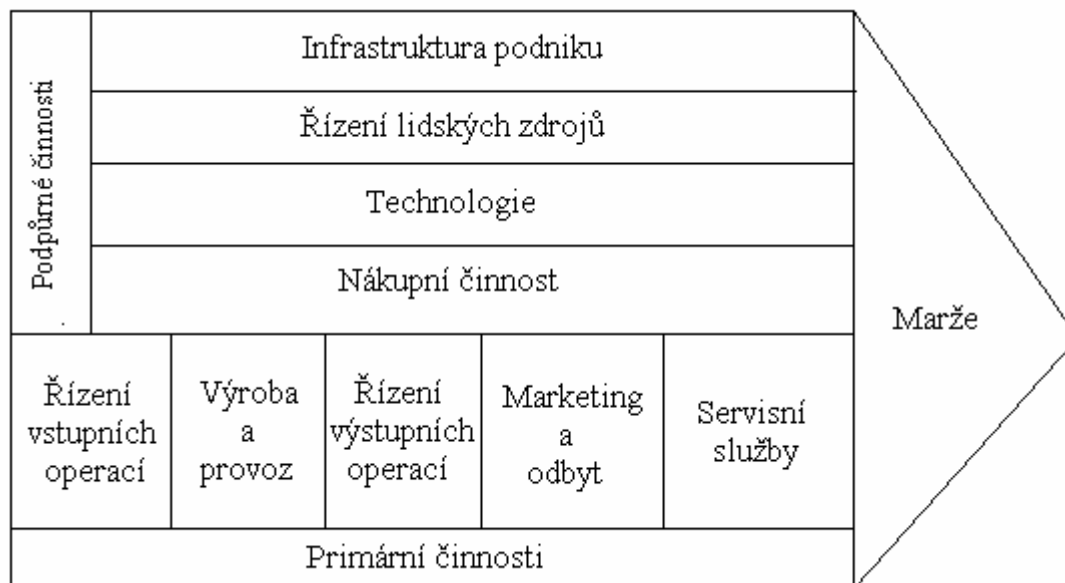 Podpůrné činnosti
Infrastruktura podniku
Řízení lidských zdrojů
Technologie
Nákupní činnost
Marže
Řízení
vstupních
operací
Výroba
a
provoz
Řízení
výstupních
operací
Marketing
a
odbyt
Servisní
služby
Primární činnosti